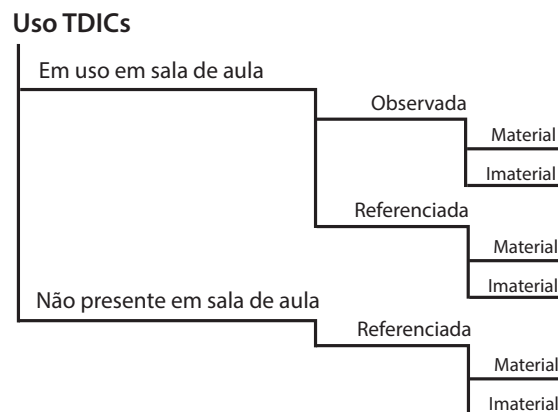 Uso TDICs
Em uso em sala de aula
Observada
Material
Imaterial
Referenciada
Material
Imaterial
Não presente em sala de aula
Referenciada
Material
Imaterial